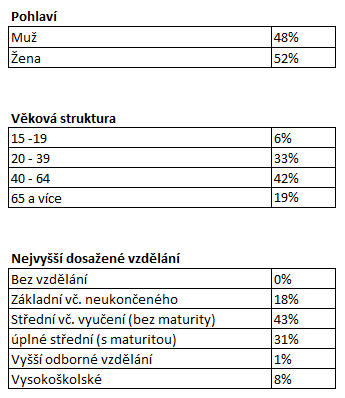 Pohlaví
Muž 48%
Žena 52%
Věková struktura
15 -19 6%
20 - 39 33%
40 - 64 42%
65 a více 19%
Nejvyšší dosažené vzdělání
Bez vzdělání 0%
Základní vč. neukončeného 18%
Střední vč. vyučení (bez maturity) 43%
úplné střední (s maturitou) 31%
Vyšší odborné vzdělání 1%
Vysokoškolské 8%